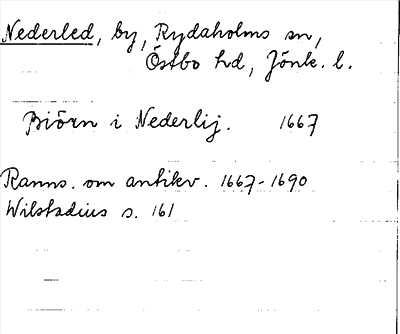 Nederled, by, Rydaholms sn,
Östbo hd, Jönk. l.
Biörn i Nederlij. 1667
Ranns. om antikv. 1667-1690
Wilstadius s. 161